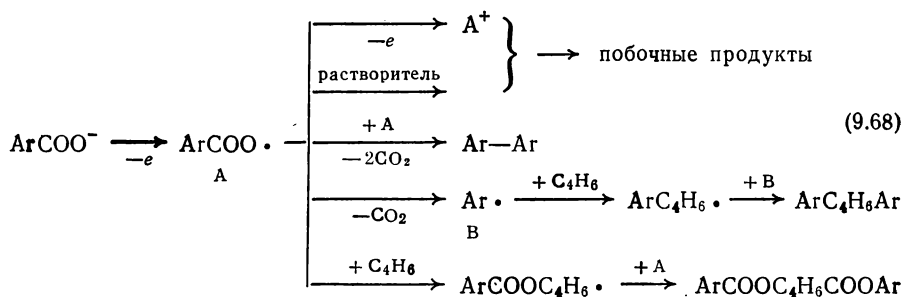 A⁺
—e
растворитель
} ⟶ побочные продукты
ArCOO⁻ ⟶ ArCOO • + A Ar—Ar (9.68)
—e A —2CO₂
Ar • + C₄H₆ ArC₄H₆ • + B ArC₄H₆Ar
—CO₂ B
+ C₄H₆ ArCOOC₄H₆ • + A ArCOOC₄H₆COOAr